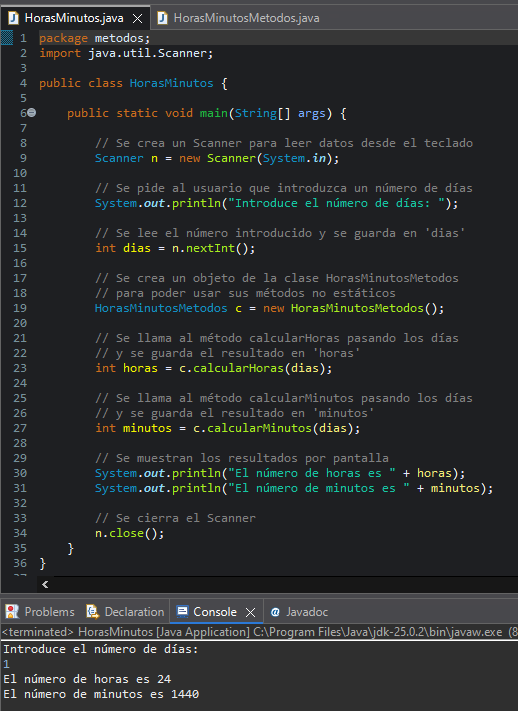 HorasMinutos.java
HorasMinutosMetodos.java
1 package metodos;
2 import java.util.Scanner;
3
4 public class HorasMinutos {
5
6 public static void main(String[] args) {
7
8 // Se crea un Scanner para leer datos desde el teclado
9 Scanner n = new Scanner(System.in);
10
11 // Se pide al usuario que introduzca un número de días
12 System.out.println("Introduce el número de días: ");
13
14 // Se lee el número introducido y se guarda en 'dias'
15 int dias = n.nextInt();
16
17 // Se crea un objeto de la clase HorasMinutosMetodos
18 // para poder usar sus métodos no estáticos
19 HorasMinutosMetodos c = new HorasMinutosMetodos();
20
21 // Se llama al método calcularHoras pasando los días
22 // y se guarda el resultado en 'horas'
23 int horas = c.calcularHoras(dias);
24
25 // Se llama al método calcularMinutos pasando los días
26 // y se guarda el resultado en 'minutos'
27 int minutos = c.calcularMinutos(dias);
28
29 // Se muestran los resultados por pantalla
30 System.out.println("El número de horas es " + horas);
31 System.out.println("El número de minutos es " + minutos);
32
33 // Se cierra el Scanner
34 n.close();
35 }
36 }
Problems Declaration Console Javadoc
<terminated> HorasMinutos [Java Application] C:\Program Files\Java\jdk-25.0.2\bin\javaw.exe (8
Introduce el número de días:
1
El número de horas es 24
El número de minutos es 1440